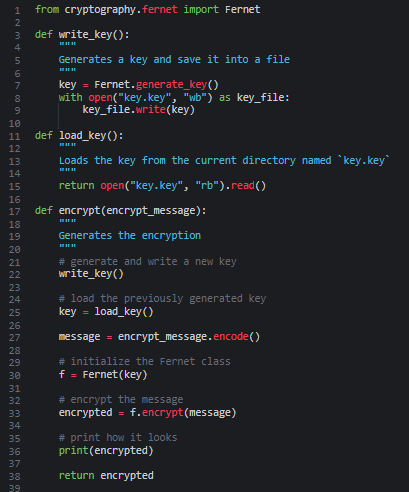 1 from cryptography.fernet import Fernet
2
3 def write_key():
4     """
5     Generates a key and save it into a file
6     """
7     key = Fernet.generate_key()
8     with open("key.key", "wb") as key_file:
9         key_file.write(key)
10
11 def load_key():
12     """
13     Loads the key from the current directory named `key.key`
14     """
15     return open("key.key", "rb").read()
16
17 def encrypt(encrypt_message):
18     """
19     Generates the encryption
20     """
21     # generate and write a new key
22     write_key()
23
24     # load the previously generated key
25     key = load_key()
26
27     message = encrypt_message.encode()
28
29     # initialize the Fernet class
30     f = Fernet(key)
31
32     # encrypt the message
33     encrypted = f.encrypt(message)
34
35     # print how it looks
36     print(encrypted)
37
38     return encrypted
39